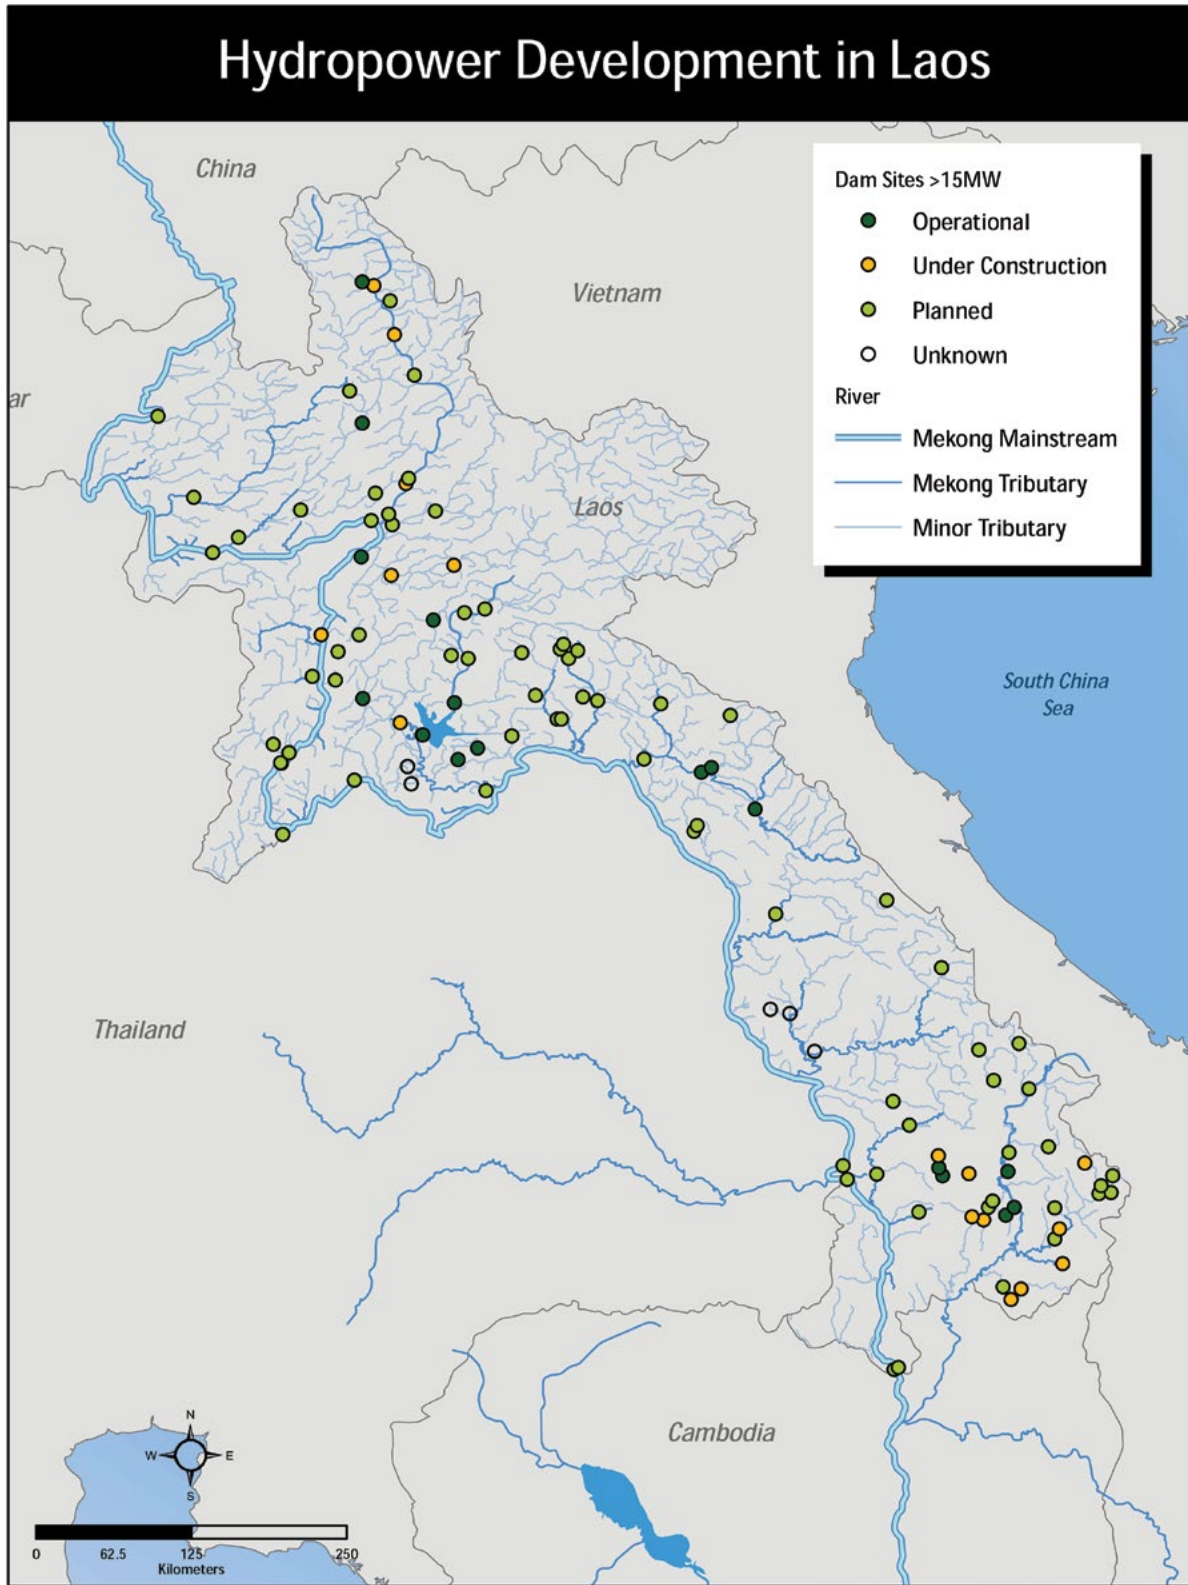 Hydropower Development in Laos
China
Dam Sites >15MW
Operational
Under Construction
Vietnam
Planned
Unknown
ar
River
Mekong Mainstream
Mekong Tributary
Laos
Minor Tributary
South China
Sea
Thailand
Cambodia
N
W
E
S
0
62.5
125
250
Kilometers